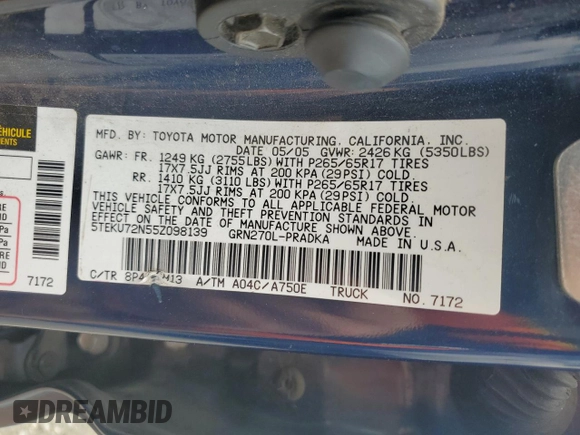 ÉHICULE
ENTS
7172
MFD. BY: TOYOTA MOTOR MANUFACTURING, CALIFORNIA, INC.
DATE 05/05 GVWR: 2426 KG (5350LBS)
GAWR: FR. 1249 KG (2755LBS) WITH P265/65R17 TIRES
17X7.5JJ RIMS AT 200 KPA (29PSI) COLD.
RR. 1410 KG (3110 LBS) WITH P265/65R17 TIRES
17X7.5JJ RIMS AT 200 KPA (29PSI) COLD.
THIS VEHICLE CONFORMS TO ALL APPLICABLE FEDERAL MOTOR
VEHICLE SAFETY AND THEFT PREVENTION STANDARDS IN
EFFECT ON THE DATE OF MANUFACTURE SHOWN ABOVE.
5TEKU72N55Z098139 GRN270L-PRADKA MADE IN U.S.A.
C/TR A/TM A04C/A750E TRUCK NO. 7172
DREAMBID